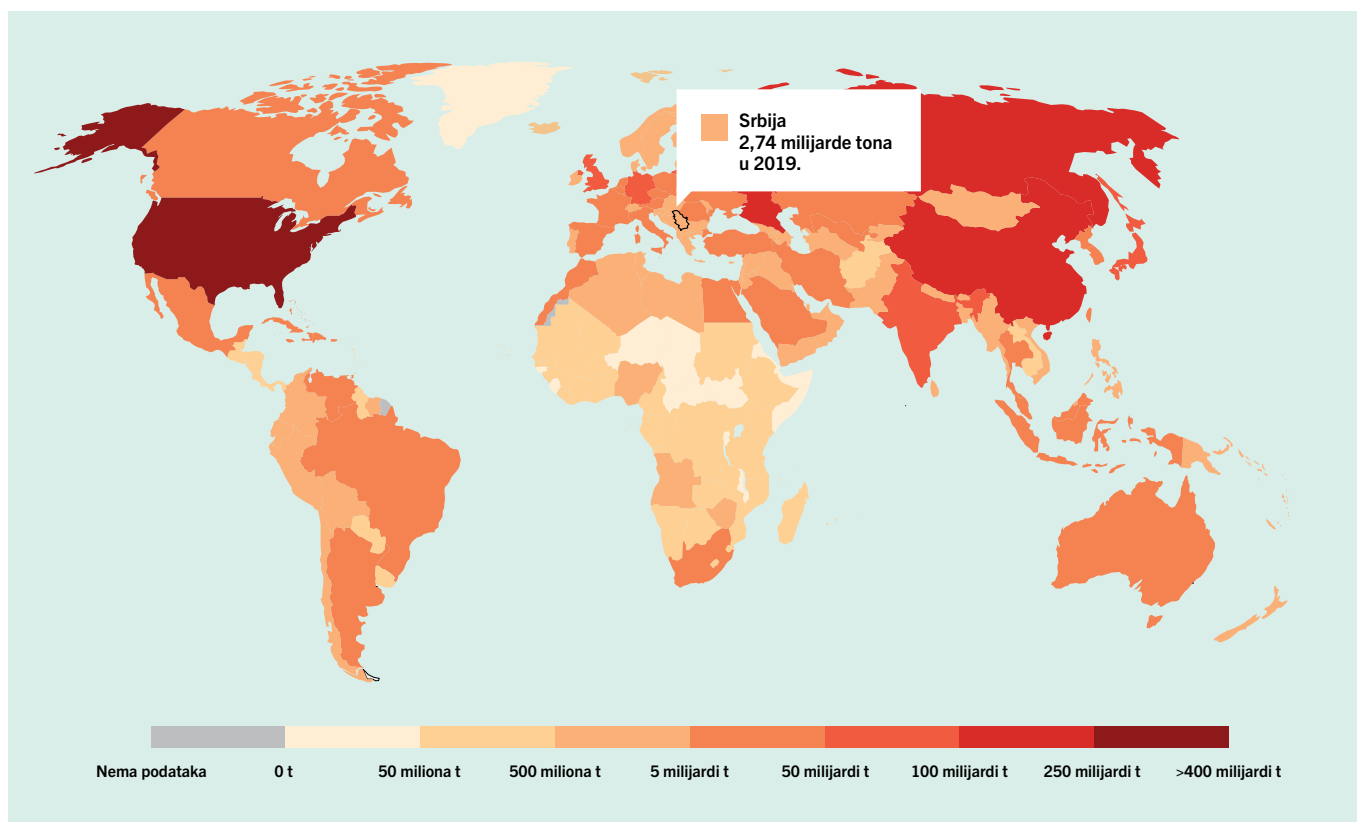 Srbija
2,74 milijarde tona
u 2019.
Nema podataka
0 t
50 miliona t
500 miliona t
5 milijardi t
50 milijardi t
100 milijardi t
250 milijardi t
>400 milijardi t